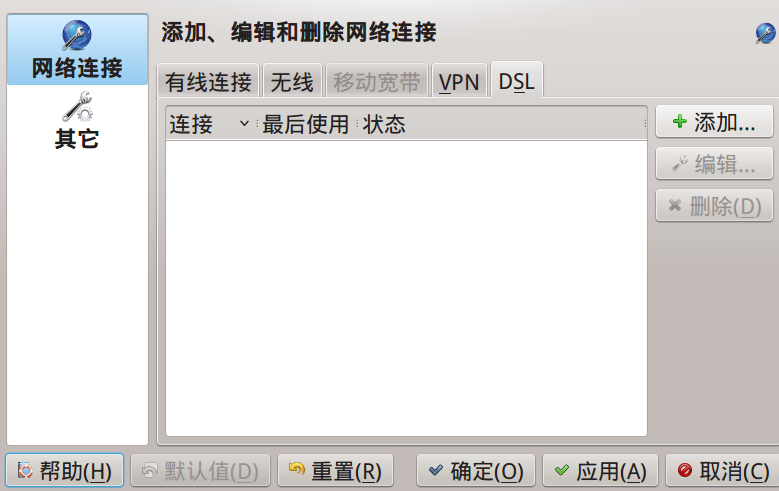 添加、编辑和删除网络连接
网络连接
其它
有线连接 无线 移动宽带 VPN DSL
连接 最后使用 状态
添加...
编辑...
删除(D)
帮助(H) 默认值(D) 重置(R) 确定(O) 应用(A) 取消(C)